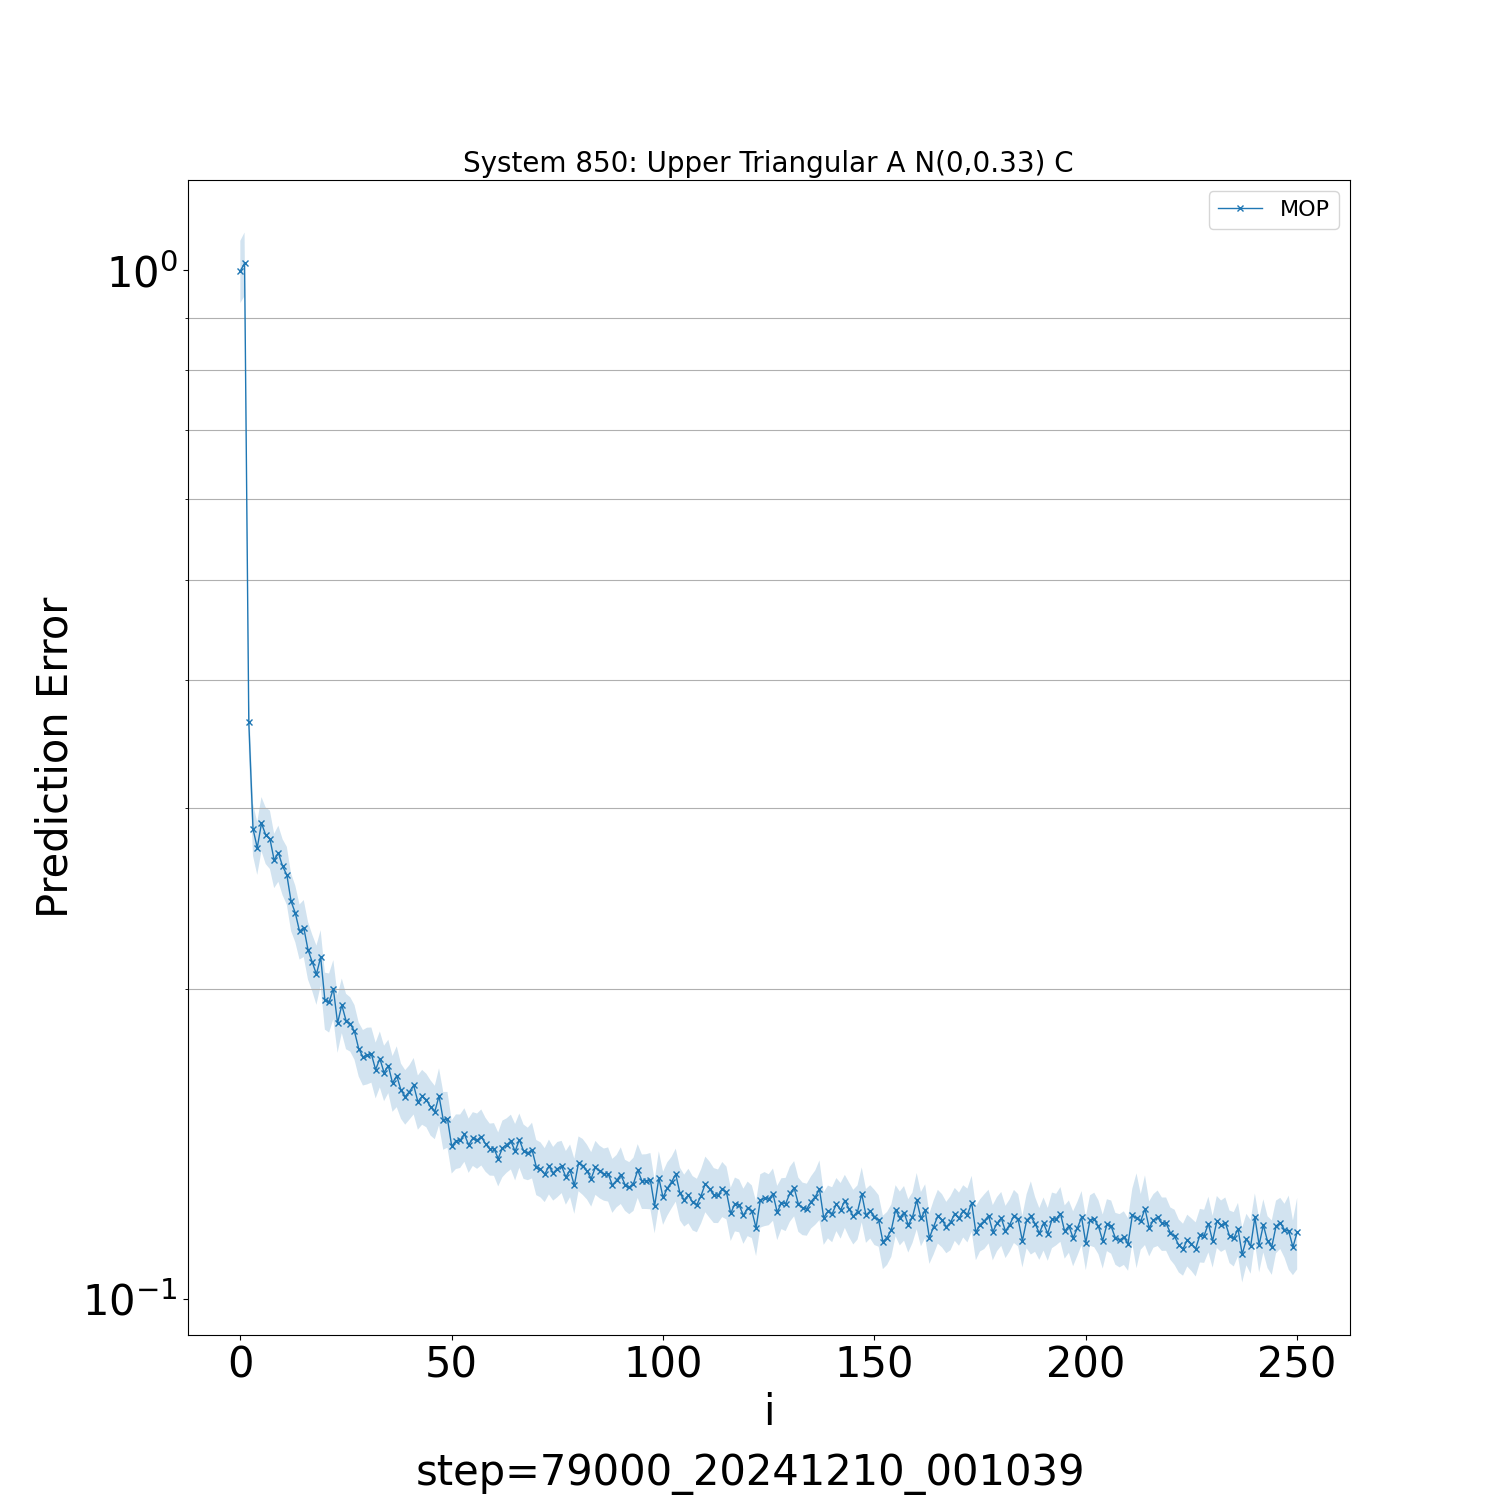 System 850: Upper Triangular A N(0,0.33) C
MOP
10⁰
10⁻¹
Prediction Error
0 50 100 150 200 250
i
step=79000_20241210_001039